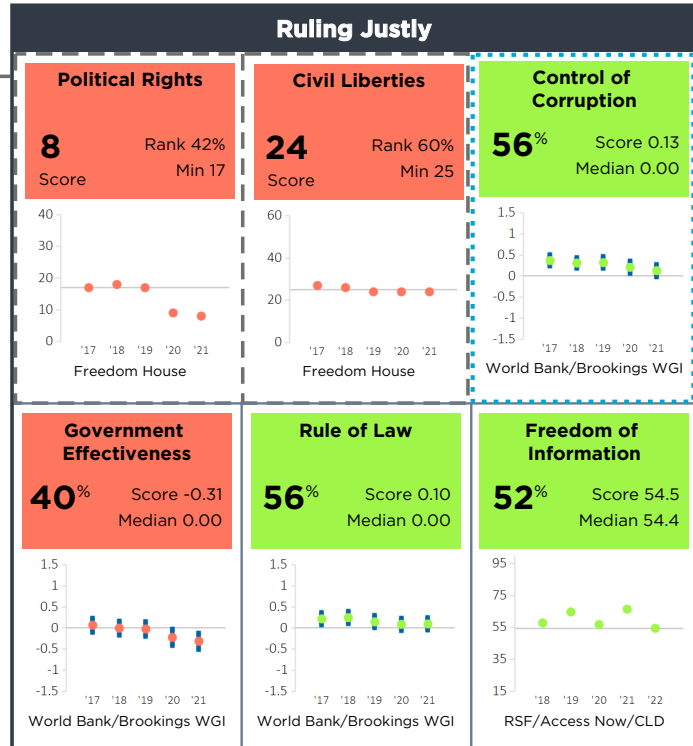 Ruling Justly
Political Rights
8
Score
Rank 42%
Min 17
40
30
20
10
0
'17 '18 '19 '20 '21
Freedom House
Civil Liberties
24
Score
Rank 60%
Min 25
60
40
20
0
'17 '18 '19 '20 '21
Freedom House
Control of
Corruption
56%
Score 0.13
Median 0.00
1.5
1
0.5
0
-0.5
-1
-1.5
'17 '18 '19 '20 '21
World Bank/Brookings WGI
Government
Effectiveness
40%
Score -0.31
Median 0.00
1.5
1
0.5
0
-0.5
-1
-1.5
'17 '18 '19 '20 '21
World Bank/Brookings WGI
Rule of Law
56%
Score 0.10
Median 0.00
1.5
1
0.5
0
-0.5
-1
-1.5
'17 '18 '19 '20 '21
World Bank/Brookings WGI
Freedom of
Information
52%
Score 54.5
Median 54.4
95
75
55
35
15
'18 '19 '20 '21 '22
RSF/Access Now/CLD